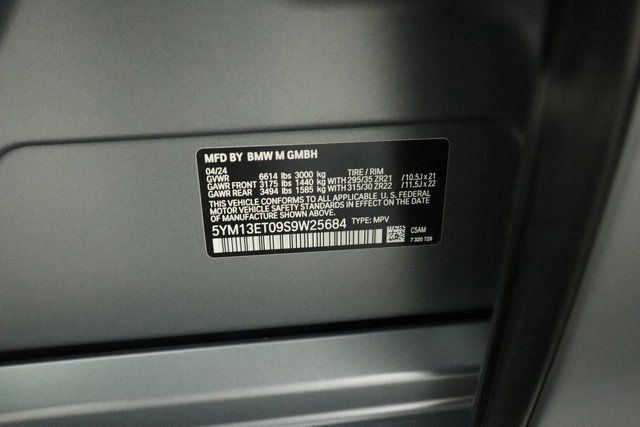 MFD BY BMW M GMBH
04/24 TIRE / RIM
GVWR 6614 lbs 3000 kg
GAWR FRONT 3175 lbs 1440 kg WITH 295/35 ZR21 / 10.5J x 21
GAWR REAR 3494 lbs 1585 kg WITH 315/30 ZR22 / 11.5J x 22
THIS VEHICLE CONFORMS TO ALL APPLICABLE U. S. FEDERAL
MOTOR VEHICLE SAFETY STANDARDS IN EFFECT ON THE DATE
OF MANUFACTURE SHOWN ABOVE.
5YM13ET09S9W25684 TYPE: MPV
C5AM
7 320 729